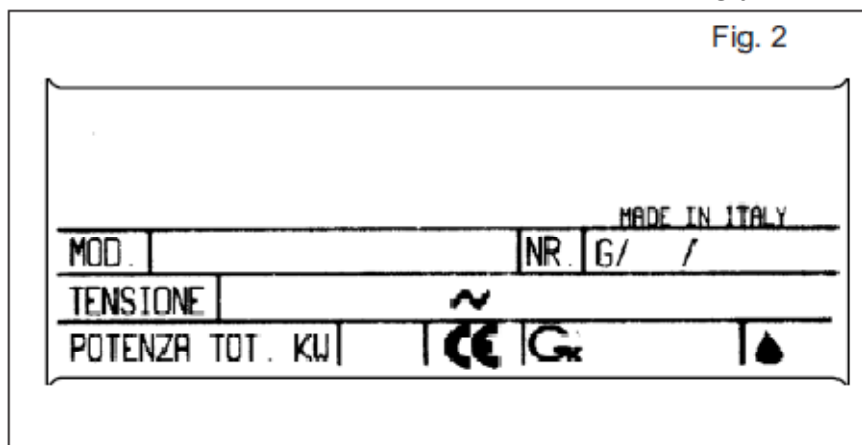 Fig. 2
MADE IN ITALY
MOD. NR. G/ /
TENSIONE ~
POTENZA TOT. KW CE